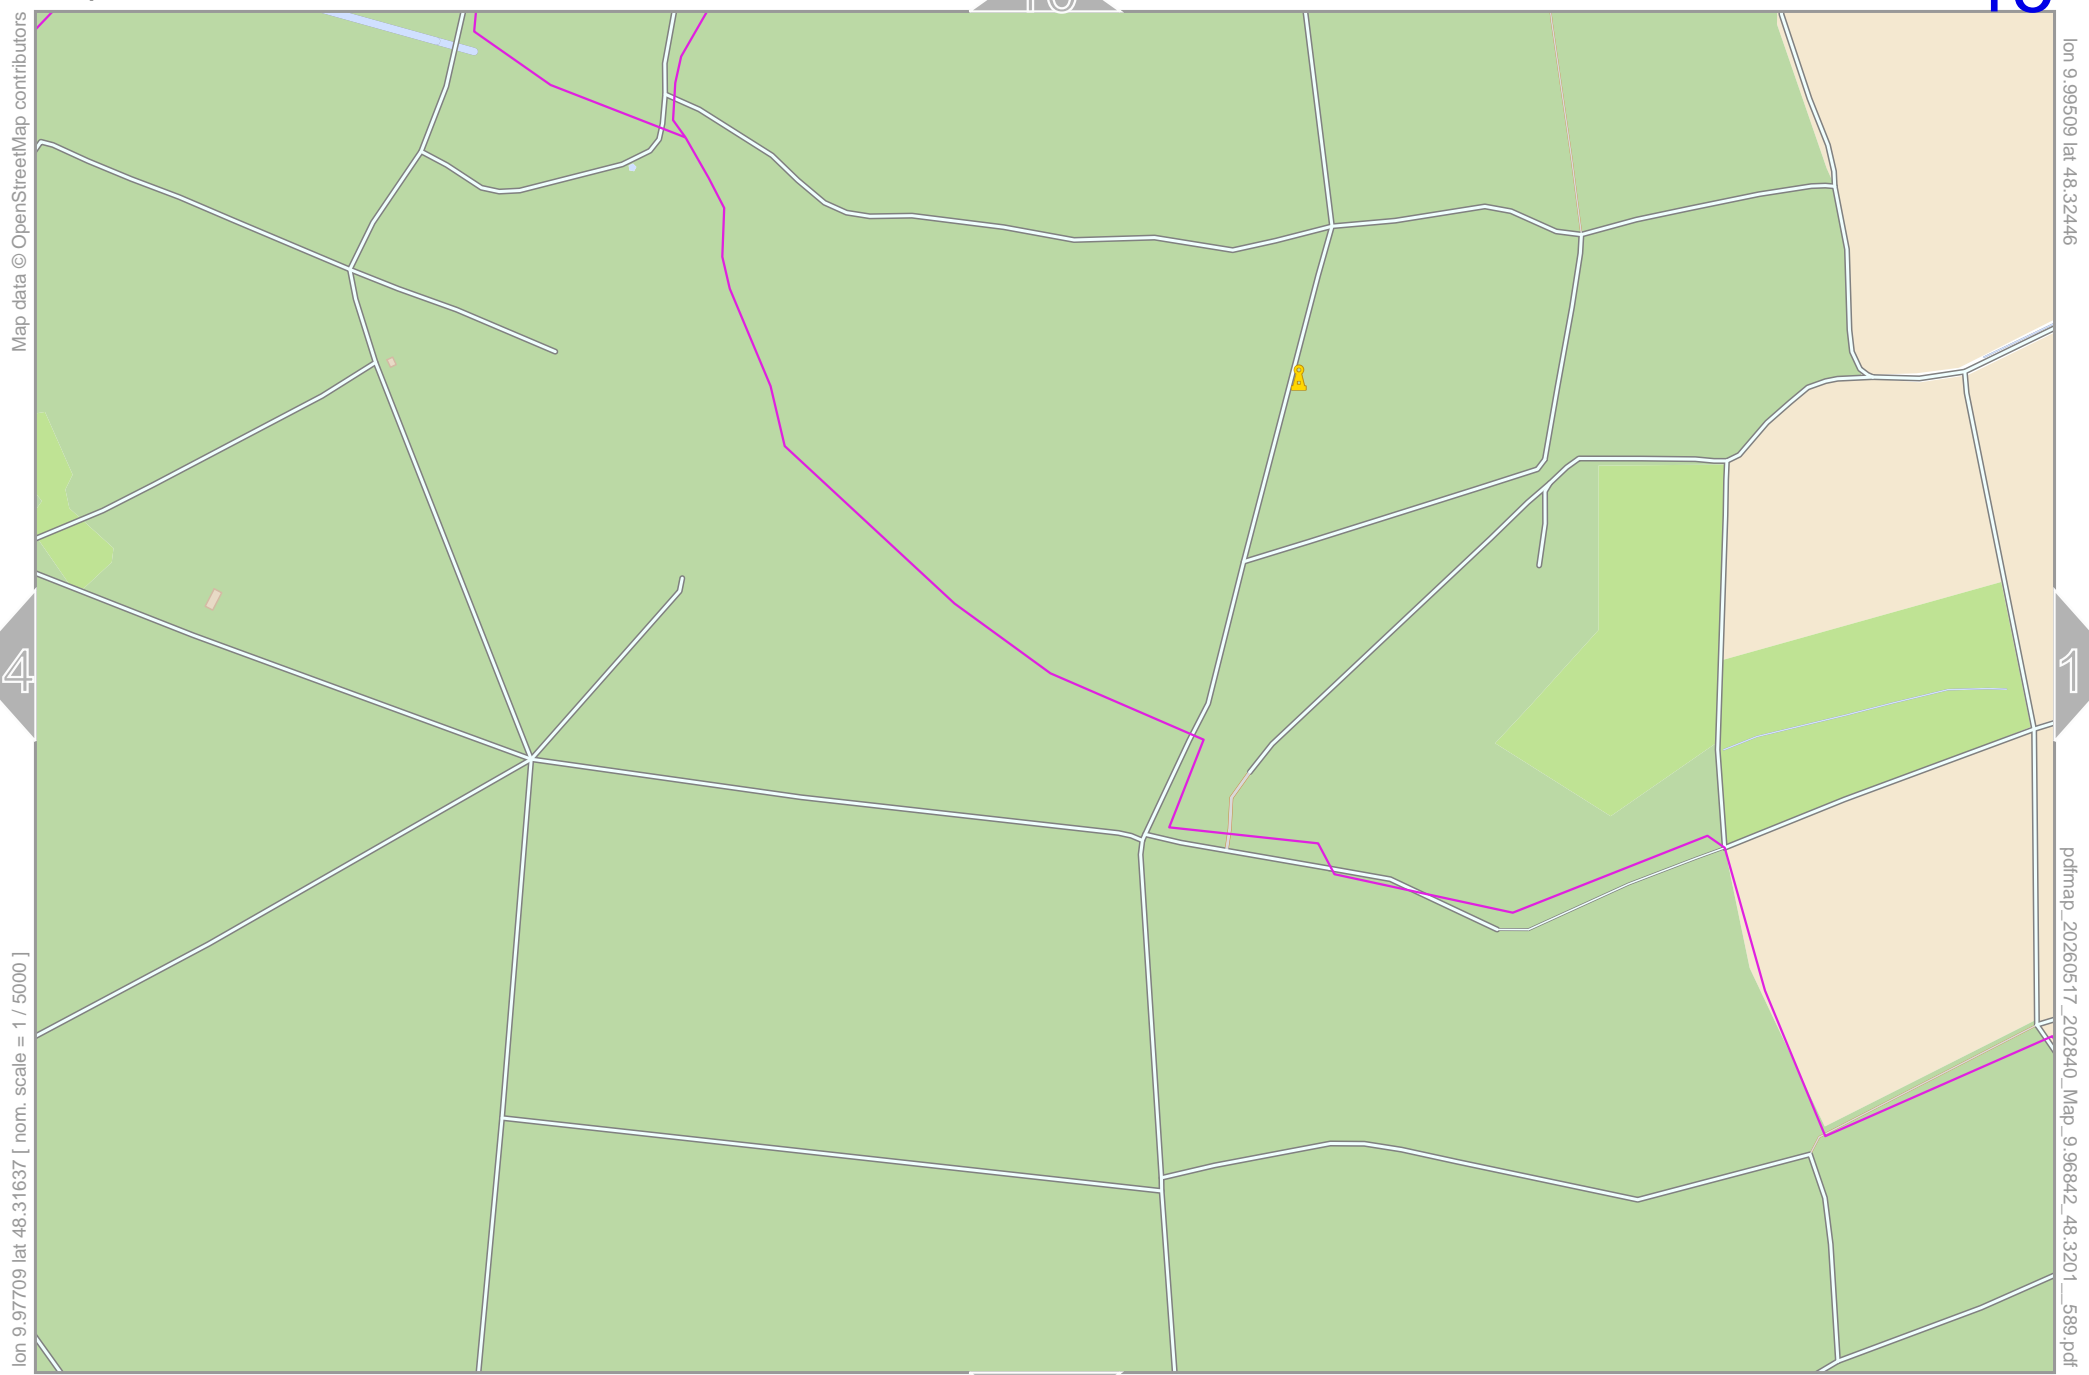 Map data © OpenStreetMap contributors
lon 9.97709 lat 48.31637 [ nom. scale = 1 / 5000 ]
4
1
lon 9.99509 lat 48.32446
pdfmap_20260517_202840_Map_9.96842_48.3201__589.pdf